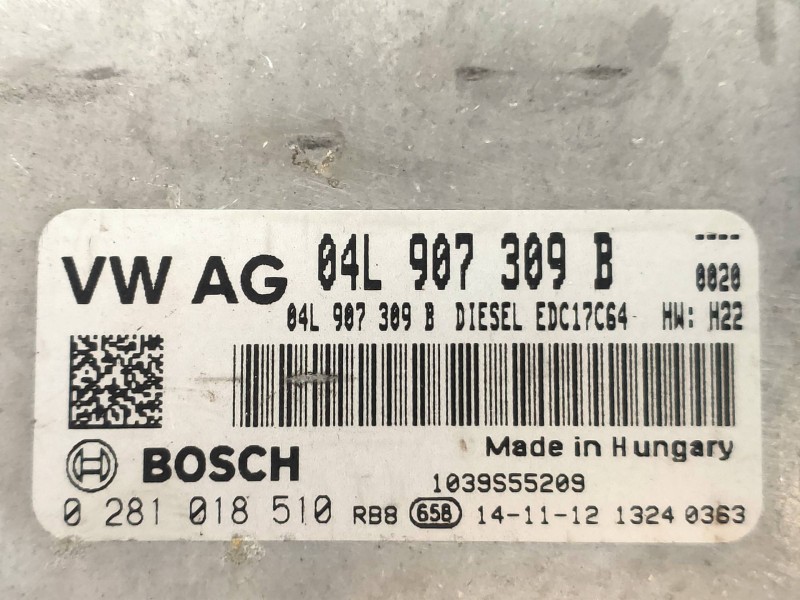 VW AG 04L 907 309 B ----
0020
04L 907 309 B DIESEL EDC17C64 HW: H22
BOSCH Made in Hungary
1039S55209
0 281 018 510 RB8 658 14-11-12 1324 0363